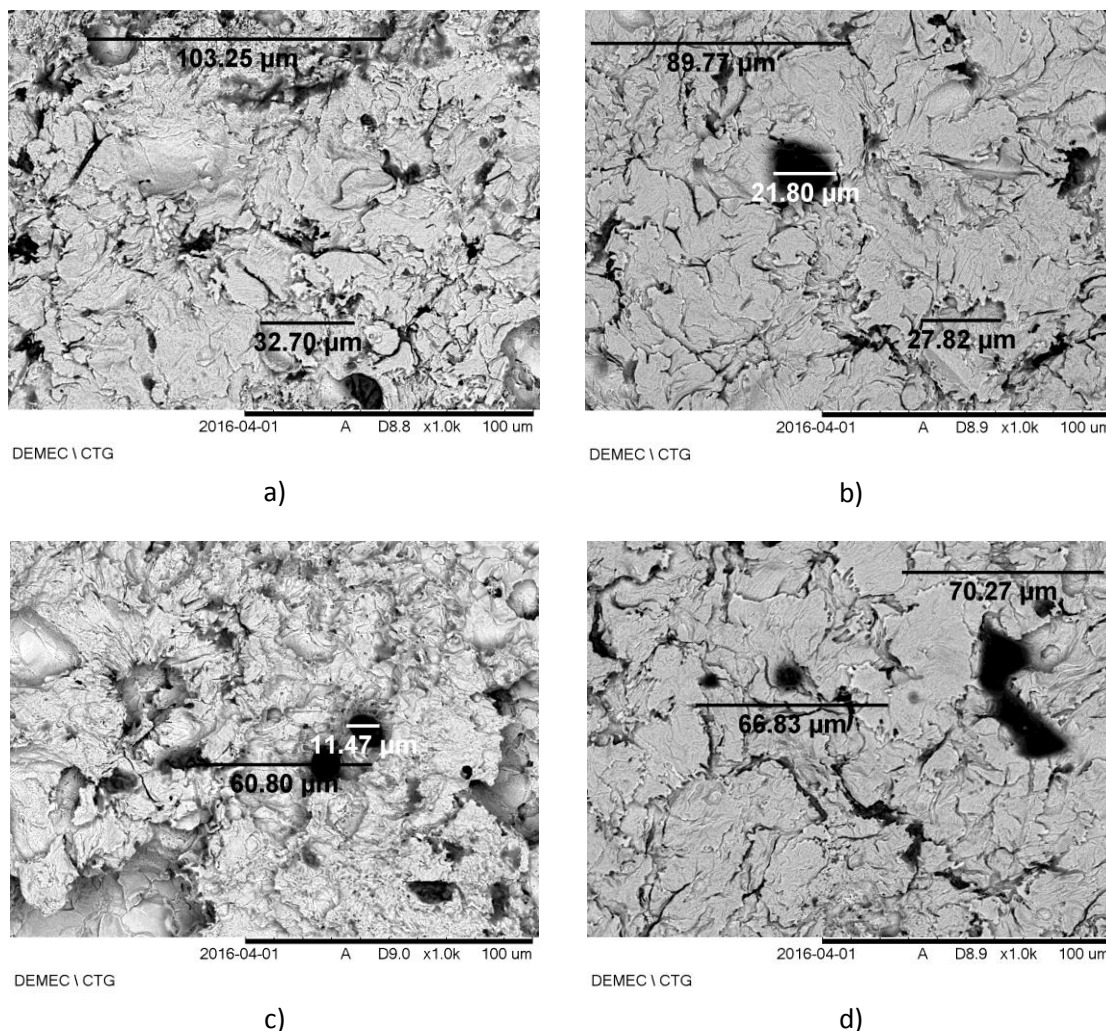 103.25 µm
32.70 µm
2016-04-01 A D8.8 x1.0k 100 um
DEMEC \ CTG
a)
89.77 µm
21.80 µm
27.82 µm
2016-04-01 A D8.9 x1.0k 100 um
DEMEC \ CTG
b)
11.47 µm
60.80 µm
2016-04-01 A D9.0 x1.0k 100 um
DEMEC \ CTG
c)
70.27 µm
66.83 µm
2016-04-01 A D8.9 x1.0k 100 um
DEMEC \ CTG
d)